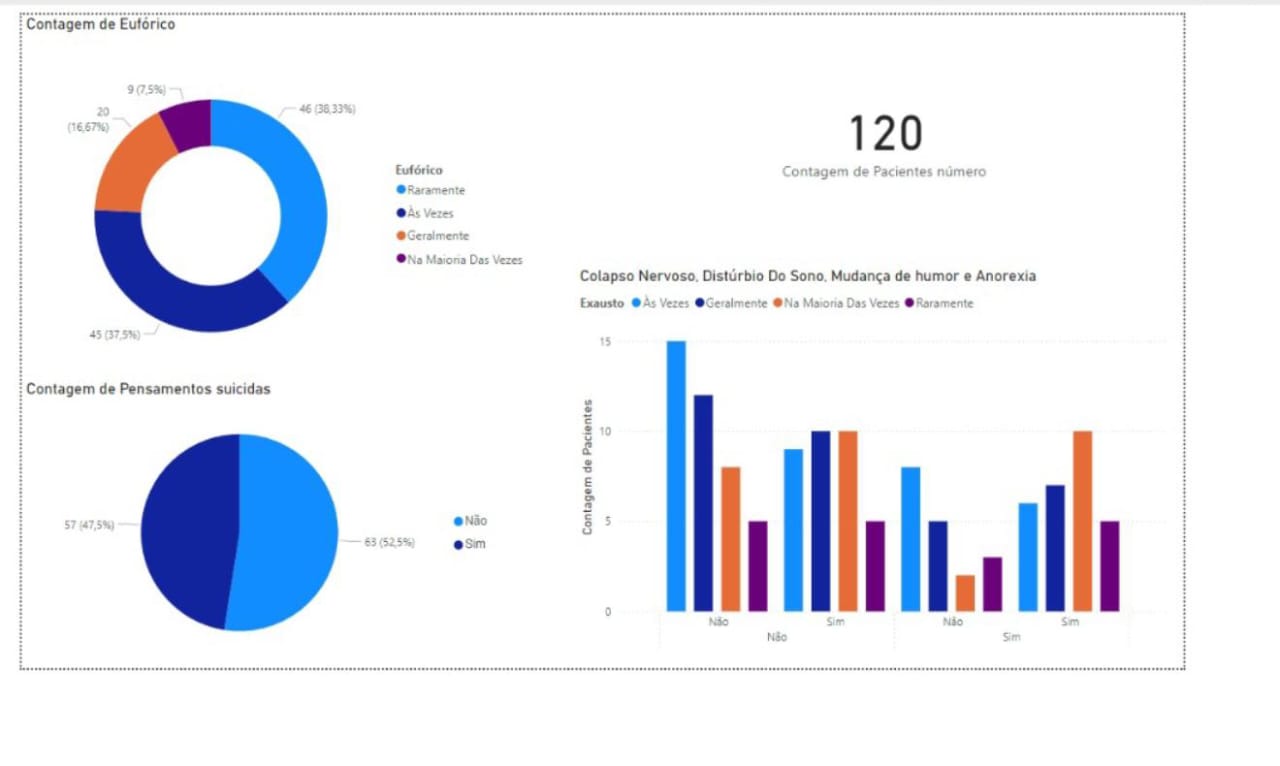 Contagem de Eufórico
9 (7,5%)
46 (38,33%)
20
(16,67%)
45 (37,5%)
Eufórico
Raramente
Às Vezes
Geralmente
Na Maioria Das Vezes
120
Contagem de Pacientes número
Contagem de Pensamentos suicidas
57 (47,5%)
63 (52,5%)
Não
Sim
Colapso Nervoso, Distúrbio Do Sono, Mudança de humor e Anorexia
Exausto Às Vezes Geralmente Na Maioria Das Vezes Raramente
Contagem de Pacientes
15
10
5
0
Não Sim Não Sim
Não Sim